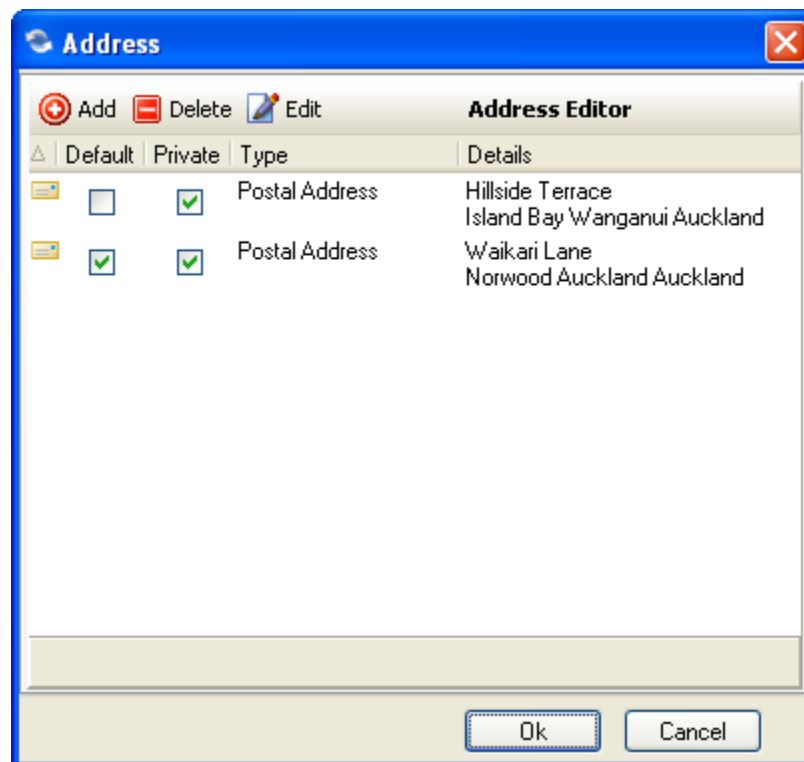 Address
Add Delete Edit Address Editor
Default Private Type Details
Postal Address Hillside Terrace
Island Bay Wanganui Auckland
Postal Address Waikari Lane
Norwood Auckland Auckland
Ok Cancel